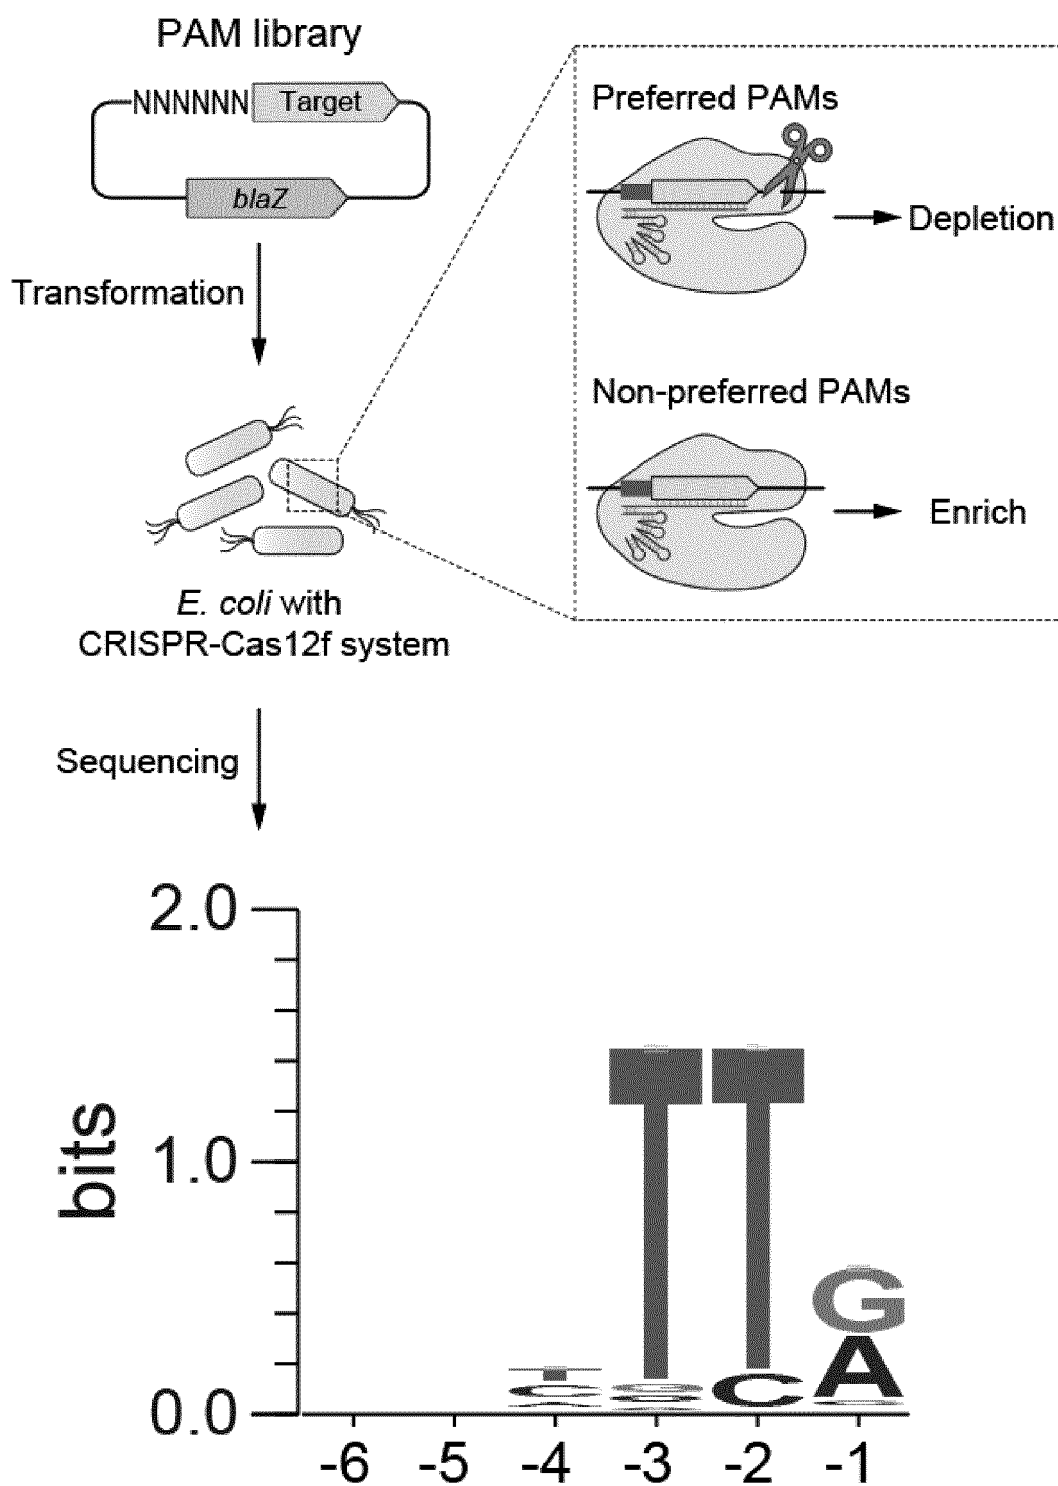 PAM library
NNNNNN Target
blaZ
Transformation
E. coli with
CRISPR-Cas12f system
Preferred PAMs
Depletion
Non-preferred PAMs
Enrich
Sequencing
2.0
1.0
0.0
bits
T
C
T
T
C
G
A
-6 -5 -4 -3 -2 -1